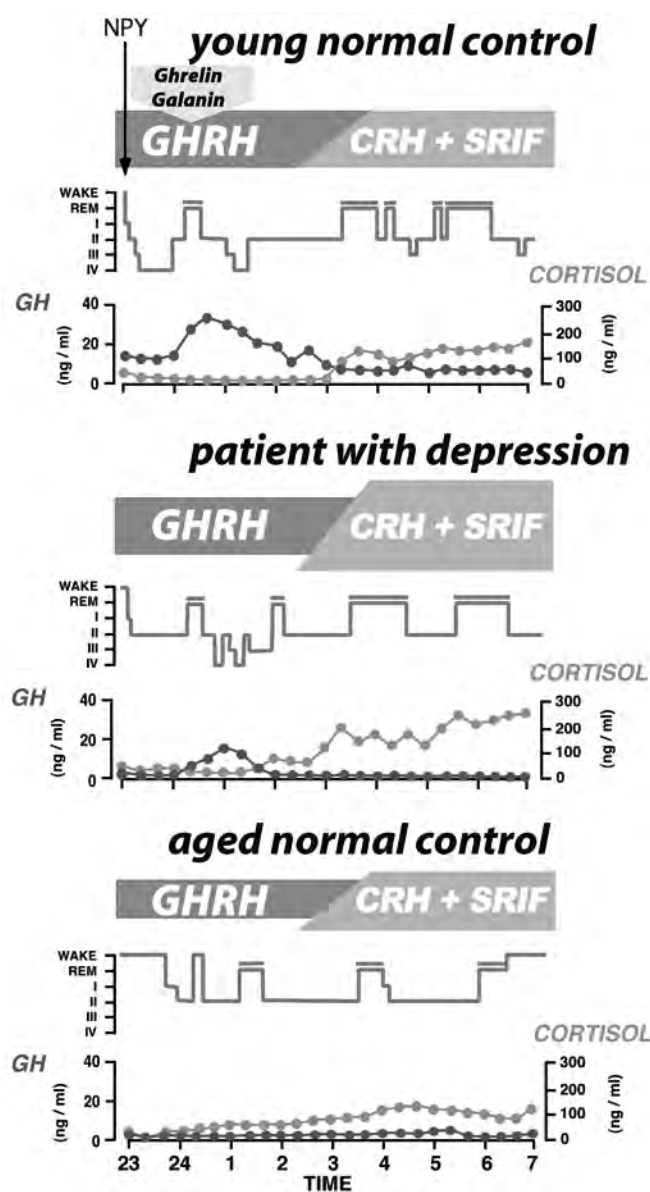 NPY
young normal control
Ghrelin
Galanin
GHRH
CRH + SRIF
WAKE
REM
I
II
III
IV
GH
CORTISOL
(ng / ml)
40
20
0
300
200
100
0
(ng / ml)
patient with depression
GHRH
CRH + SRIF
WAKE
REM
I
II
III
IV
GH
CORTISOL
(ng / ml)
40
20
0
300
200
100
0
(ng / ml)
aged normal control
GHRH
CRH + SRIF
WAKE
REM
I
II
III
IV
GH
CORTISOL
(ng / ml)
40
20
0
300
200
100
0
(ng / ml)
23 24 1 2 3 4 5 6 7
TIME